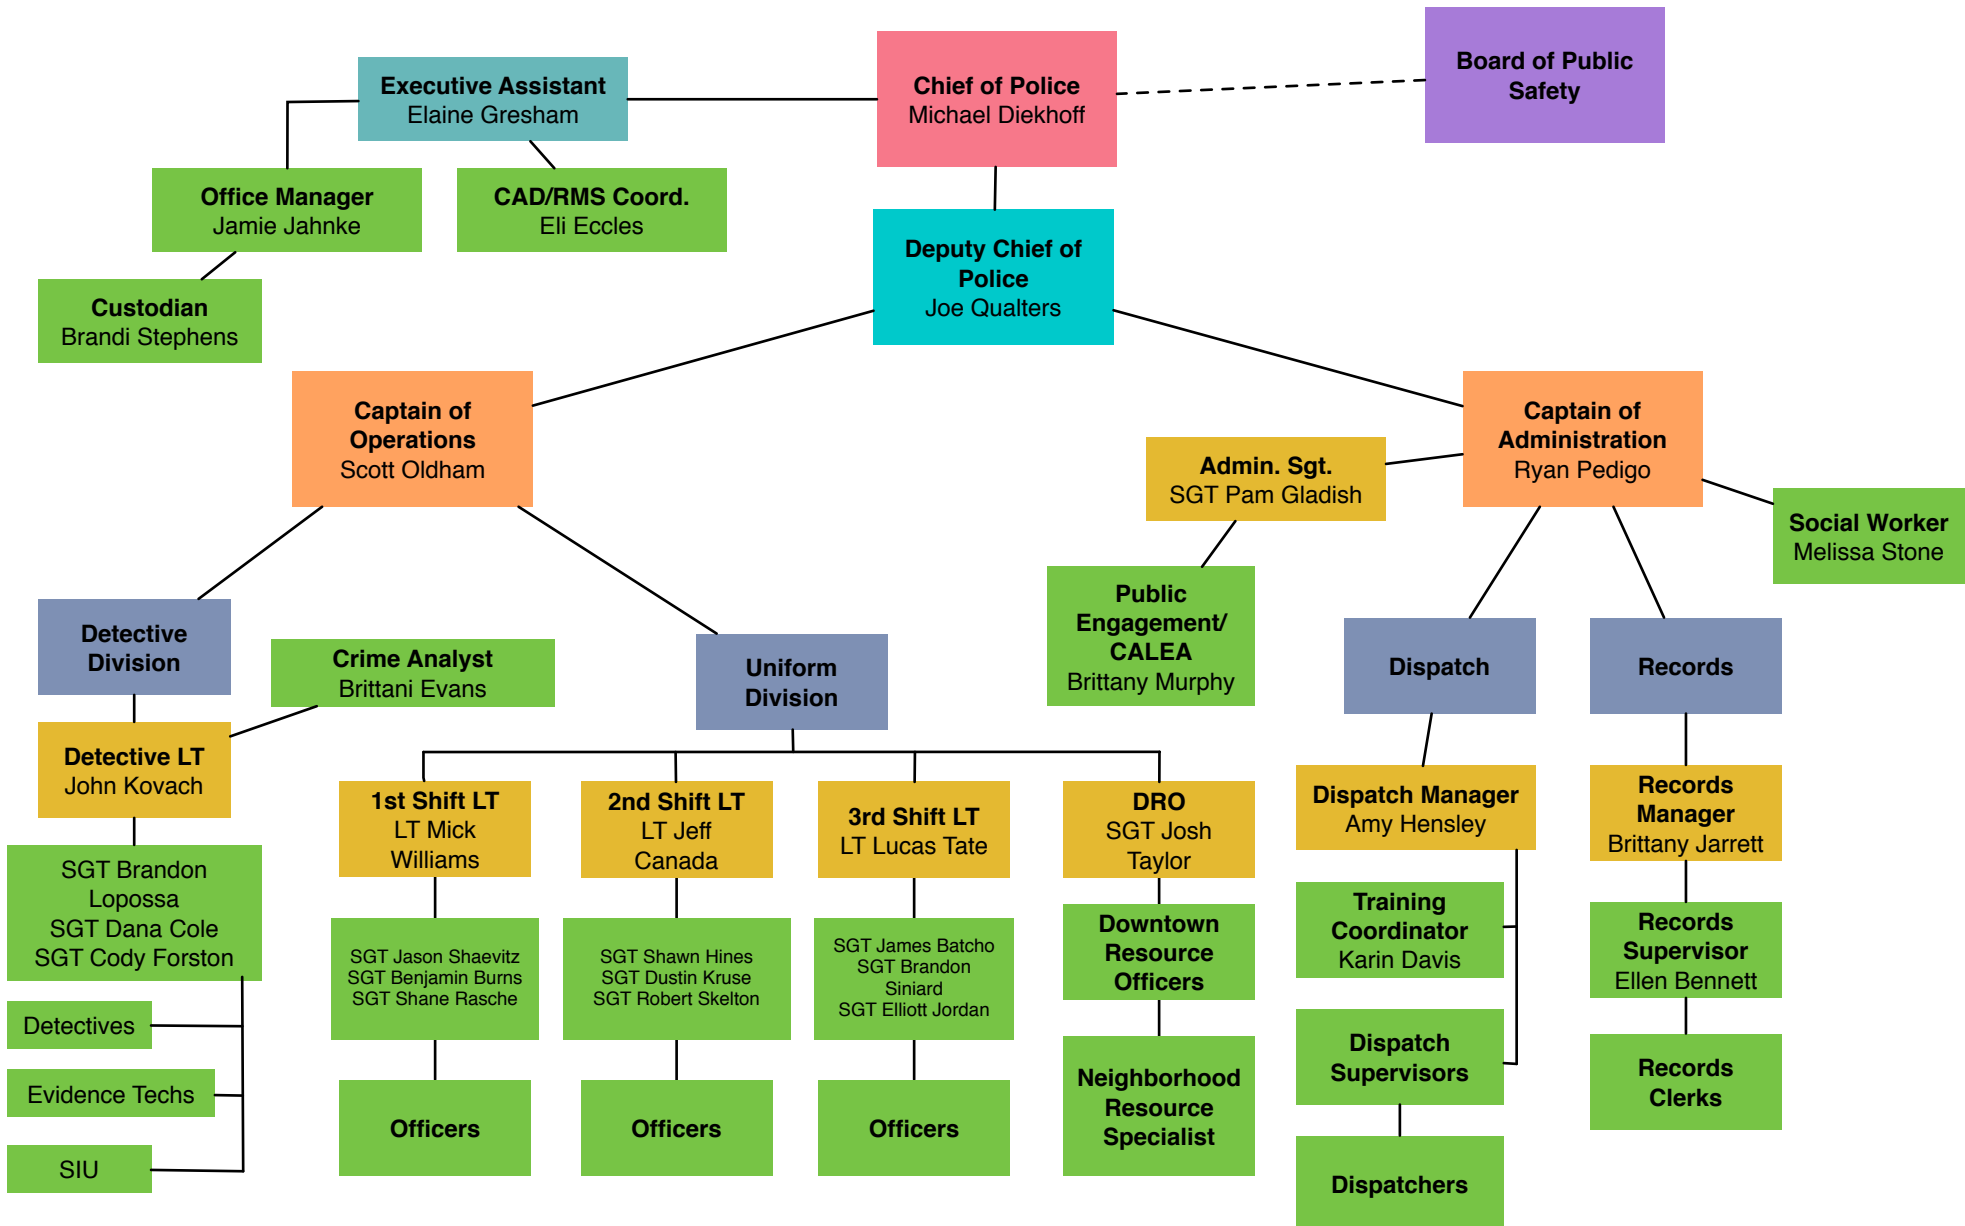 Executive Assistant
Elaine Gresham
Chief of Police
Michael Diekhoff
Board of Public
Safety
Office Manager
Jamie Jahnke
CAD/RMS Coord.
Eli Eccles
Deputy Chief of
Police
Joe Qualters
Custodian
Brandi Stephens
Captain of
Operations
Scott Oldham
Captain of
Administration
Ryan Pedigo
Admin. Sgt.
SGT Pam Gladish
Social Worker
Melissa Stone
Public
Engagement/
CALEA
Brittany Murphy
Detective
Division
Crime Analyst
Brittani Evans
Uniform
Division
Dispatch
Records
Detective LT
John Kovach
1st Shift LT
LT Mick
Williams
2nd Shift LT
LT Jeff
Canada
3rd Shift LT
LT Lucas Tate
DRO
SGT Josh
Taylor
Dispatch Manager
Amy Hensley
Records
Manager
Brittany Jarrett
SGT Brandon
Lopossa
SGT Dana Cole
SGT Cody Forston
SGT Jason Shaevitz
SGT Benjamin Burns
SGT Shane Rasche
SGT Shawn Hines
SGT Dustin Kruse
SGT Robert Skelton
SGT James Batcho
SGT Brandon
Siniard
SGT Elliott Jordan
Downtown
Resource
Officers
Training
Coordinator
Karin Davis
Records
Supervisor
Ellen Bennett
Detectives
Evidence Techs
SIU
Officers
Officers
Officers
Neighborhood
Resource
Specialist
Dispatch
Supervisors
Records
Clerks
Dispatchers